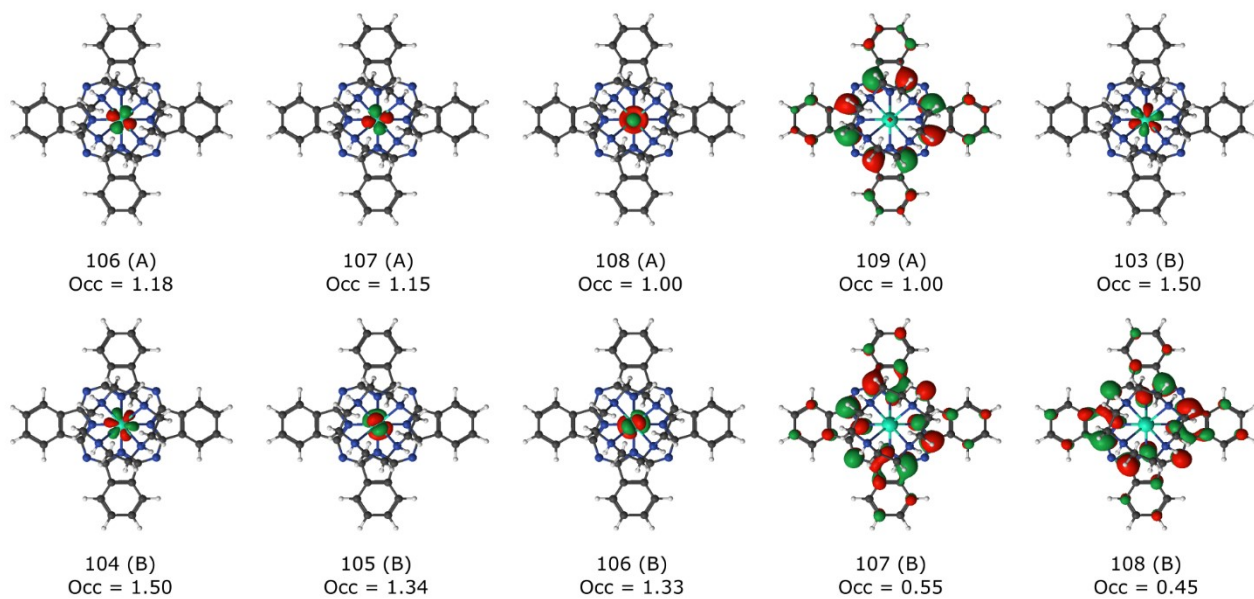 106 (A)
Occ = 1.18
107 (A)
Occ = 1.15
108 (A)
Occ = 1.00
109 (A)
Occ = 1.00
103 (B)
Occ = 1.50
104 (B)
Occ = 1.50
105 (B)
Occ = 1.34
106 (B)
Occ = 1.33
107 (B)
Occ = 0.55
108 (B)
Occ = 0.45